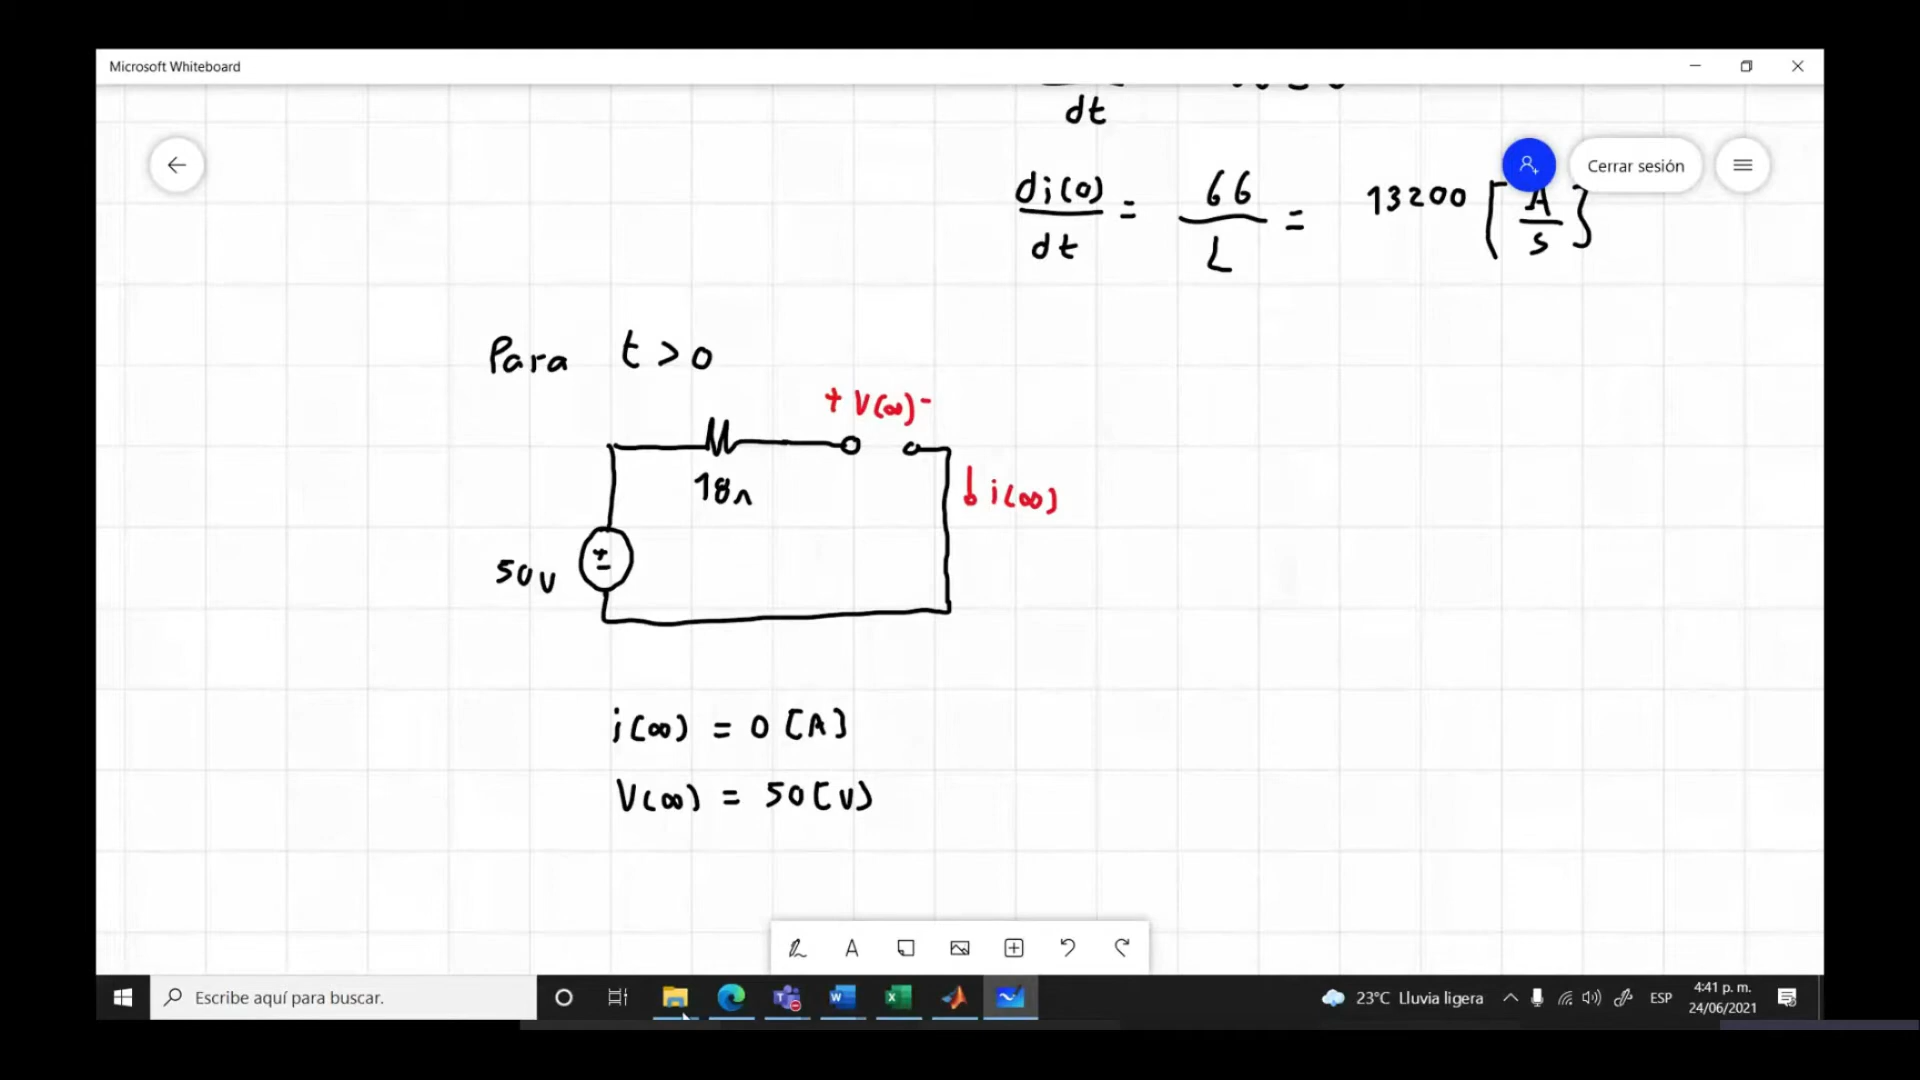 Microsoft Whiteboard
dt
Cerrar sesión
di(0)/dt = 66/L = 13200 [A/s]
Para t > 0
+ V(∞) -
18Ω
i(∞)
50V
+
-
i(∞) = 0 [A]
V(∞) = 50 [V]
A
Escribe aquí para buscar.
23°C Lluvia ligera
ESP
4:41 p. m.
24/06/2021